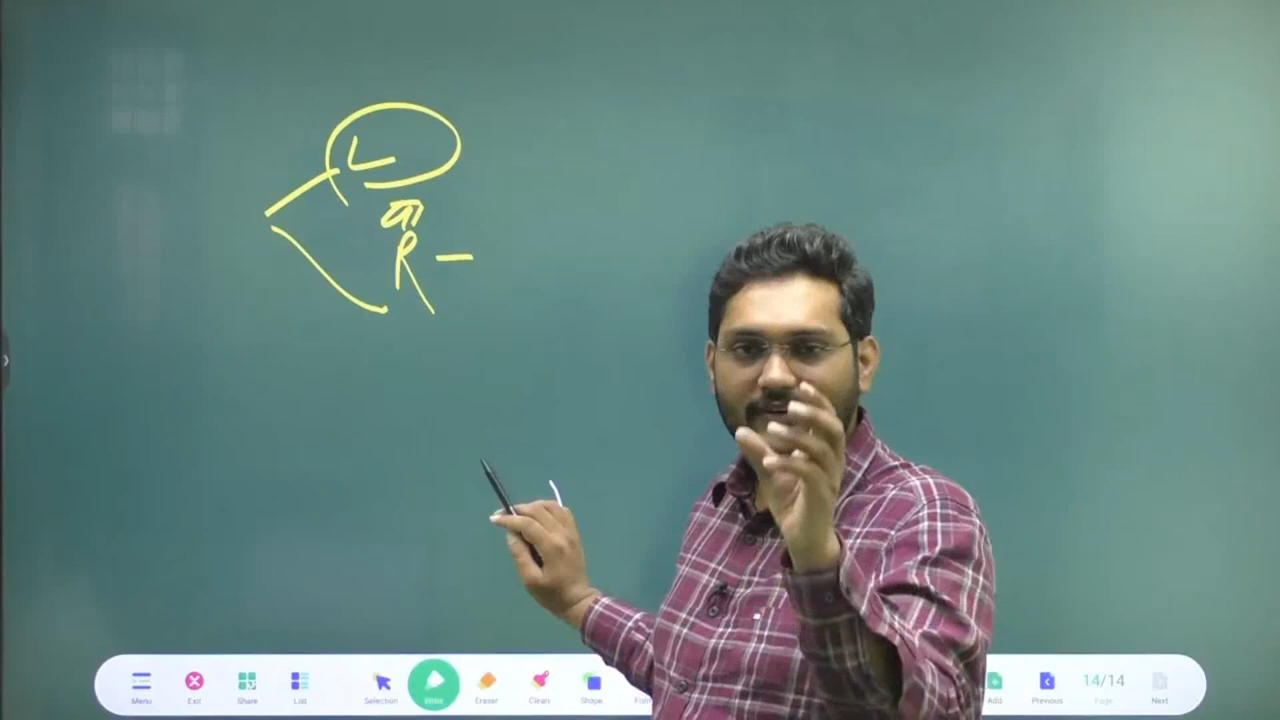 L
R –
Menu Exit Share List Selection Write Eraser Clean Shape Add Previous 14/14 Page Next